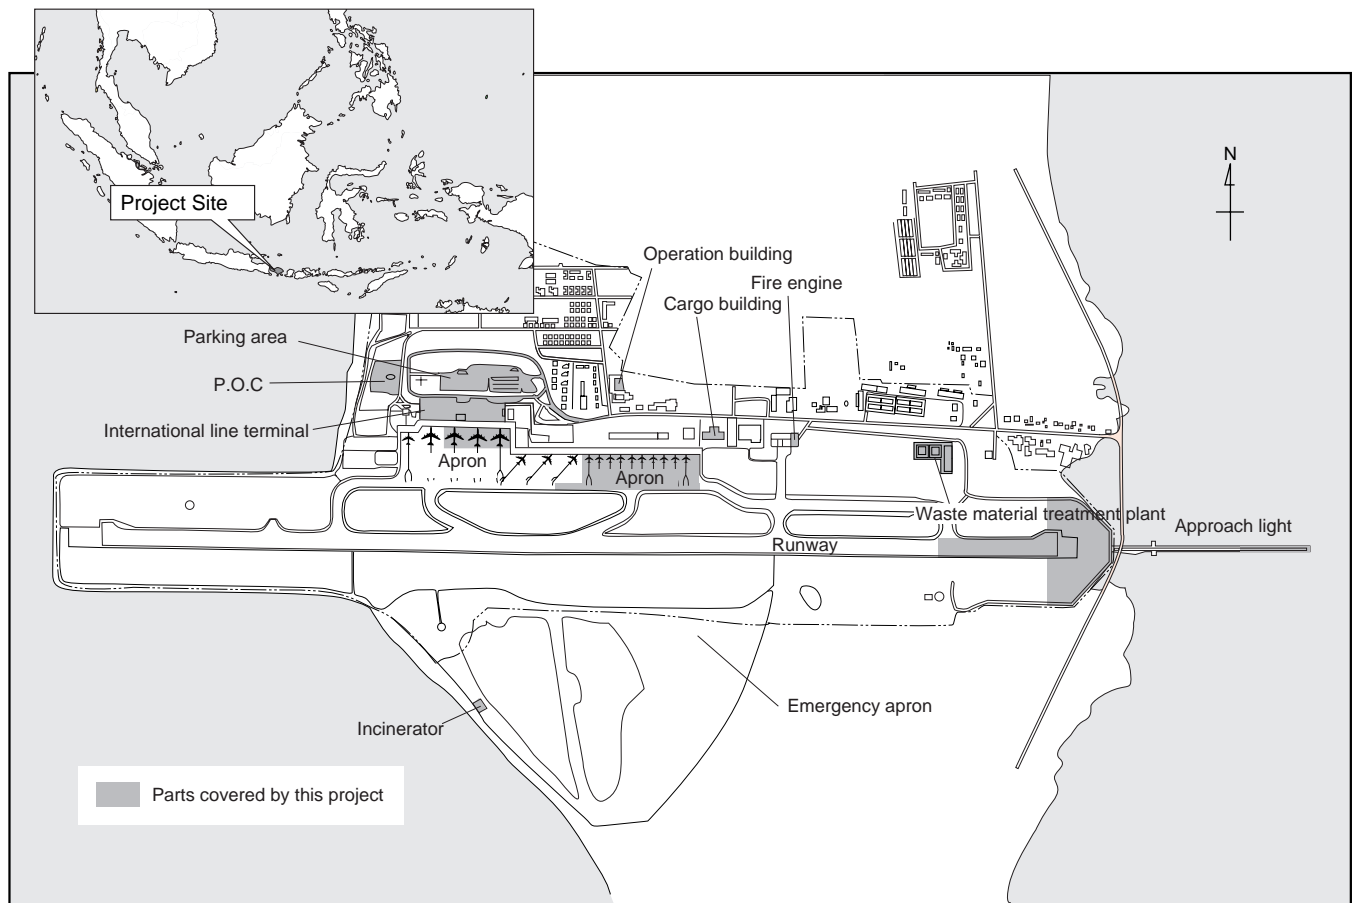 Project Site
N
Operation building
Fire engine
Cargo building
Parking area
P.O.C
International line terminal
Apron
Apron
Waste material treatment plant
Approach light
Runway
Emergency apron
Incinerator
Parts covered by this project